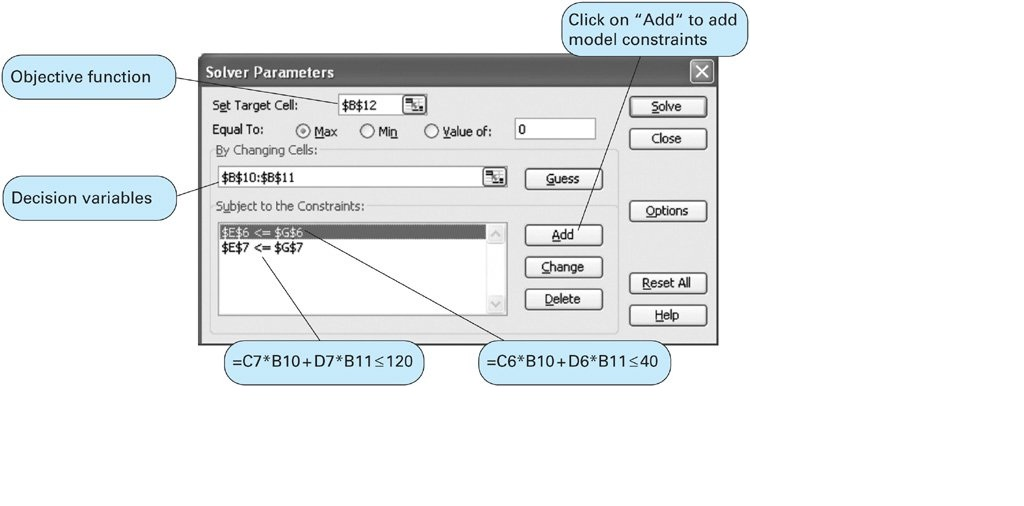 Click on “Add“ to add
model constraints
Objective function
Solver Parameters
Set Target Cell:
$B$12
Solve
Equal To:
Max
Min
Value of:
0
Close
By Changing Cells:
$B$10:$B$11
Guess
Decision variables
Subject to the Constraints:
Options
$E$6 <= $G$6
Add
$E$7 <= $G$7
Change
Reset All
Delete
Help
=C7*B10+D7*B11≤120
=C6*B10+D6*B11≤40